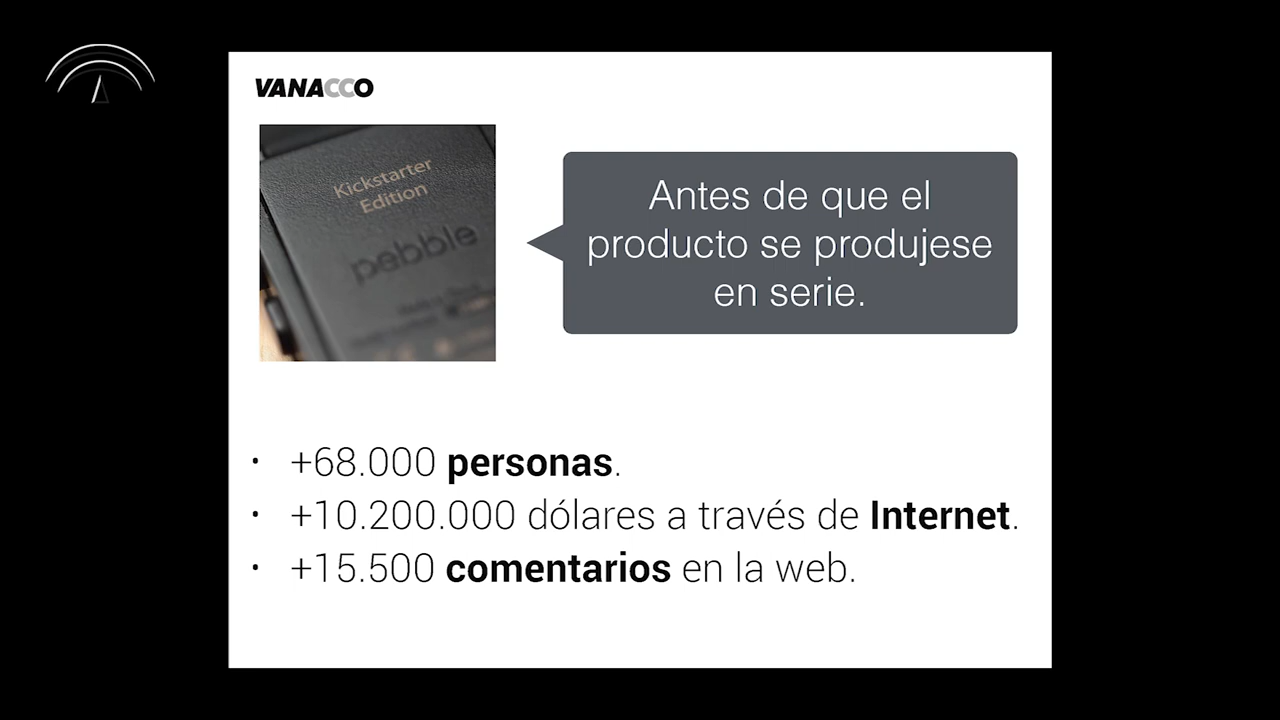 VANACCO
Kickstarter
Edition
pebble
Antes de que el
producto se produjese
en serie.
• +68.000 personas.
• +10.200.000 dólares a través de Internet.
• +15.500 comentarios en la web.